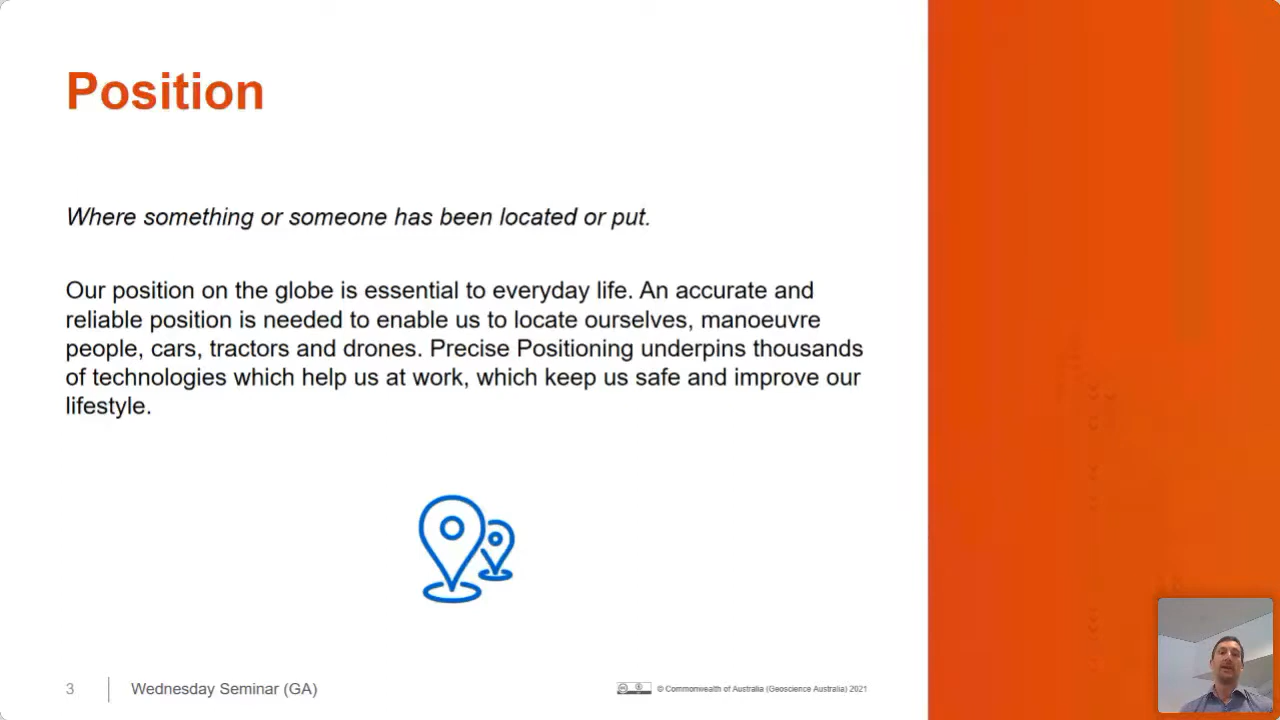 Position
Where something or someone has been located or put.
Our position on the globe is essential to everyday life. An accurate and
reliable position is needed to enable us to locate ourselves, manoeuvre
people, cars, tractors and drones. Precise Positioning underpins thousands
of technologies which help us at work, which keep us safe and improve our
lifestyle.
3
Wednesday Seminar (GA)
© Commonwealth of Australia (Geoscience Australia) 2021